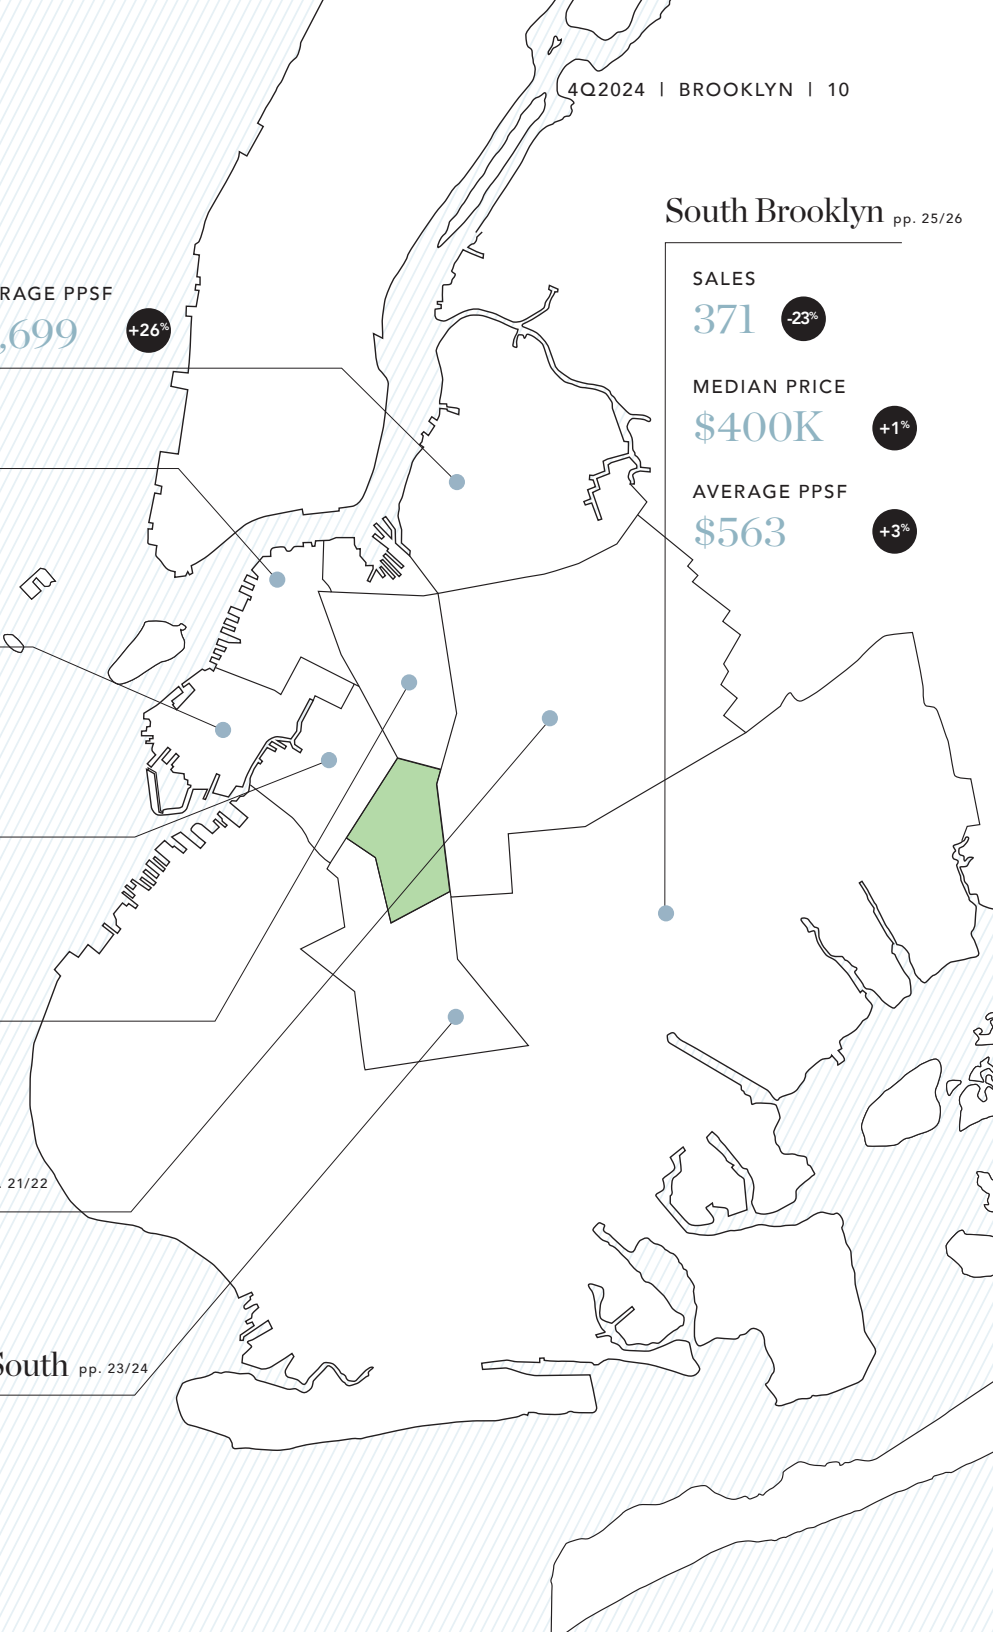 4Q2024 | BROOKLYN | 10
South Brooklyn pp. 25/26
SALES
371 -23%
MEDIAN PRICE
$400K +1%
AVERAGE PPSF
$563 +3%
RAGE PPSF
,699 +26%
. 21/22
South pp. 23/24